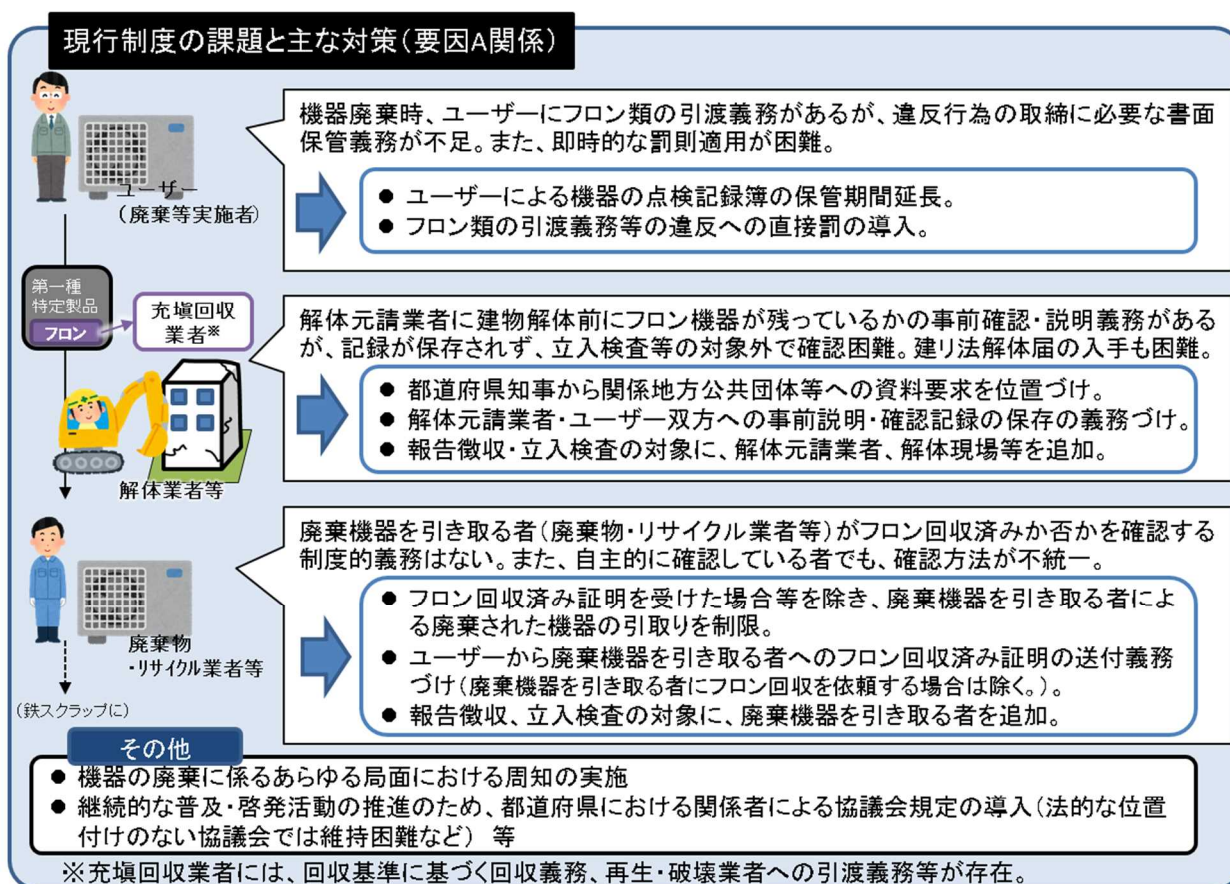 現行制度の課題と主な対策（要因A関係）
ユーザー
（廃棄等実施者）
機器廃棄時、ユーザーにフロン類の引渡義務があるが、違反行為の取締に必要な書面
保管義務が不足。また、即時的な罰則適用が困難。
● ユーザーによる機器の点検記録簿の保管期間延長。
● フロン類の引渡義務等の違反への直接罰の導入。
第一種
特定製品
フロン
充塡回収
業者※
解体業者等
解体元請業者に建物解体前にフロン機器が残っているかの事前確認・説明義務がある
が、記録が保存されず、立入検査等の対象外で確認困難。建リ法解体届の入手も困難。
● 都道府県知事から関係地方公共団体等への資料要求を位置づけ。
● 解体元請業者・ユーザー双方への事前説明・確認記録の保存の義務づけ。
● 報告徴収・立入検査の対象に、解体元請業者、解体現場等を追加。
廃棄物
・リサイクル業者等
（鉄スクラップに）
廃棄機器を引き取る者（廃棄物・リサイクル業者等）がフロン回収済みか否かを確認する
制度的義務はない。また、自主的に確認している者でも、確認方法が不統一。
● フロン回収済み証明を受けた場合等を除き、廃棄機器を引き取る者によ
る廃棄された機器の引取りを制限。
● ユーザーから廃棄機器を引き取る者へのフロン回収済み証明の送付義務
づけ（廃棄機器を引き取る者にフロン回収を依頼する場合は除く。）。
● 報告徴収、立入検査の対象に、廃棄機器を引き取る者を追加。
その他
● 機器の廃棄に係るあらゆる局面における周知の実施
● 継続的な普及・啓発活動の推進のため、都道府県における関係者による協議会規定の導入（法的な位置
付けのない協議会では維持困難など） 等
※充塡回収業者には、回収基準に基づく回収義務、再生・破壊業者への引渡義務等が存在。